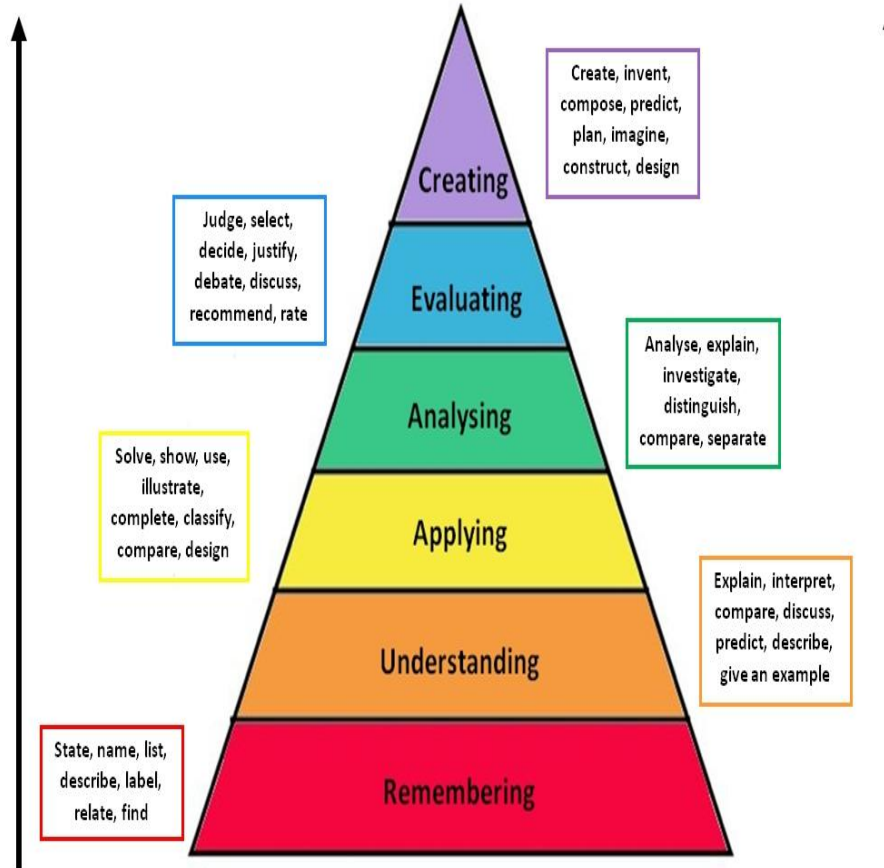 Create, invent,
compose, predict,
plan, imagine,
construct, design
Creating
Judge, select,
decide, justify,
debate, discuss,
recommend, rate
Evaluating
Analyse, explain,
investigate,
distinguish,
compare, separate
Analysing
Solve, show, use,
illustrate,
complete, classify,
compare, design
Applying
Explain, interpret,
compare, discuss,
predict, describe,
give an example
Understanding
State, name, list,
describe, label,
relate, find
Remembering